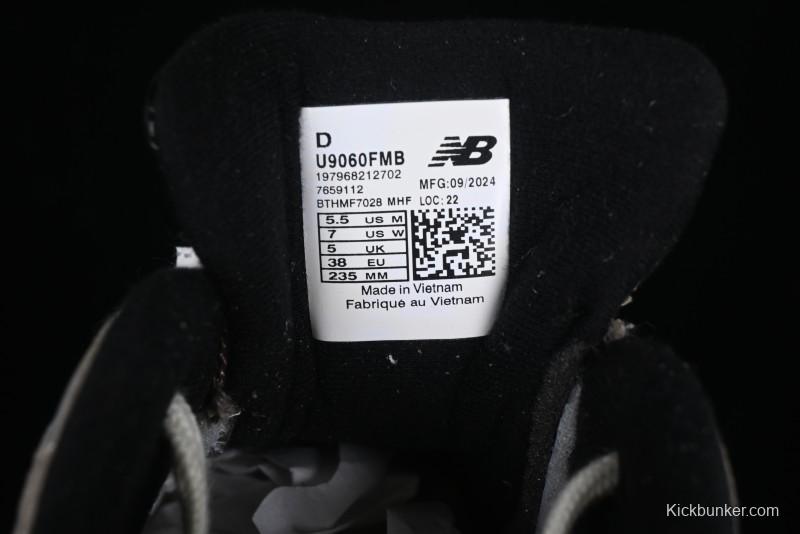 D
U9060FMB
NB
197968212702
7659112
MFG:09/2024
BTHMF7028 MHF LOC: 22
5.5 US M
7 US W
5 UK
38 EU
235 MM
Made in Vietnam
Fabriqué au Vietnam
Kickbunker.com